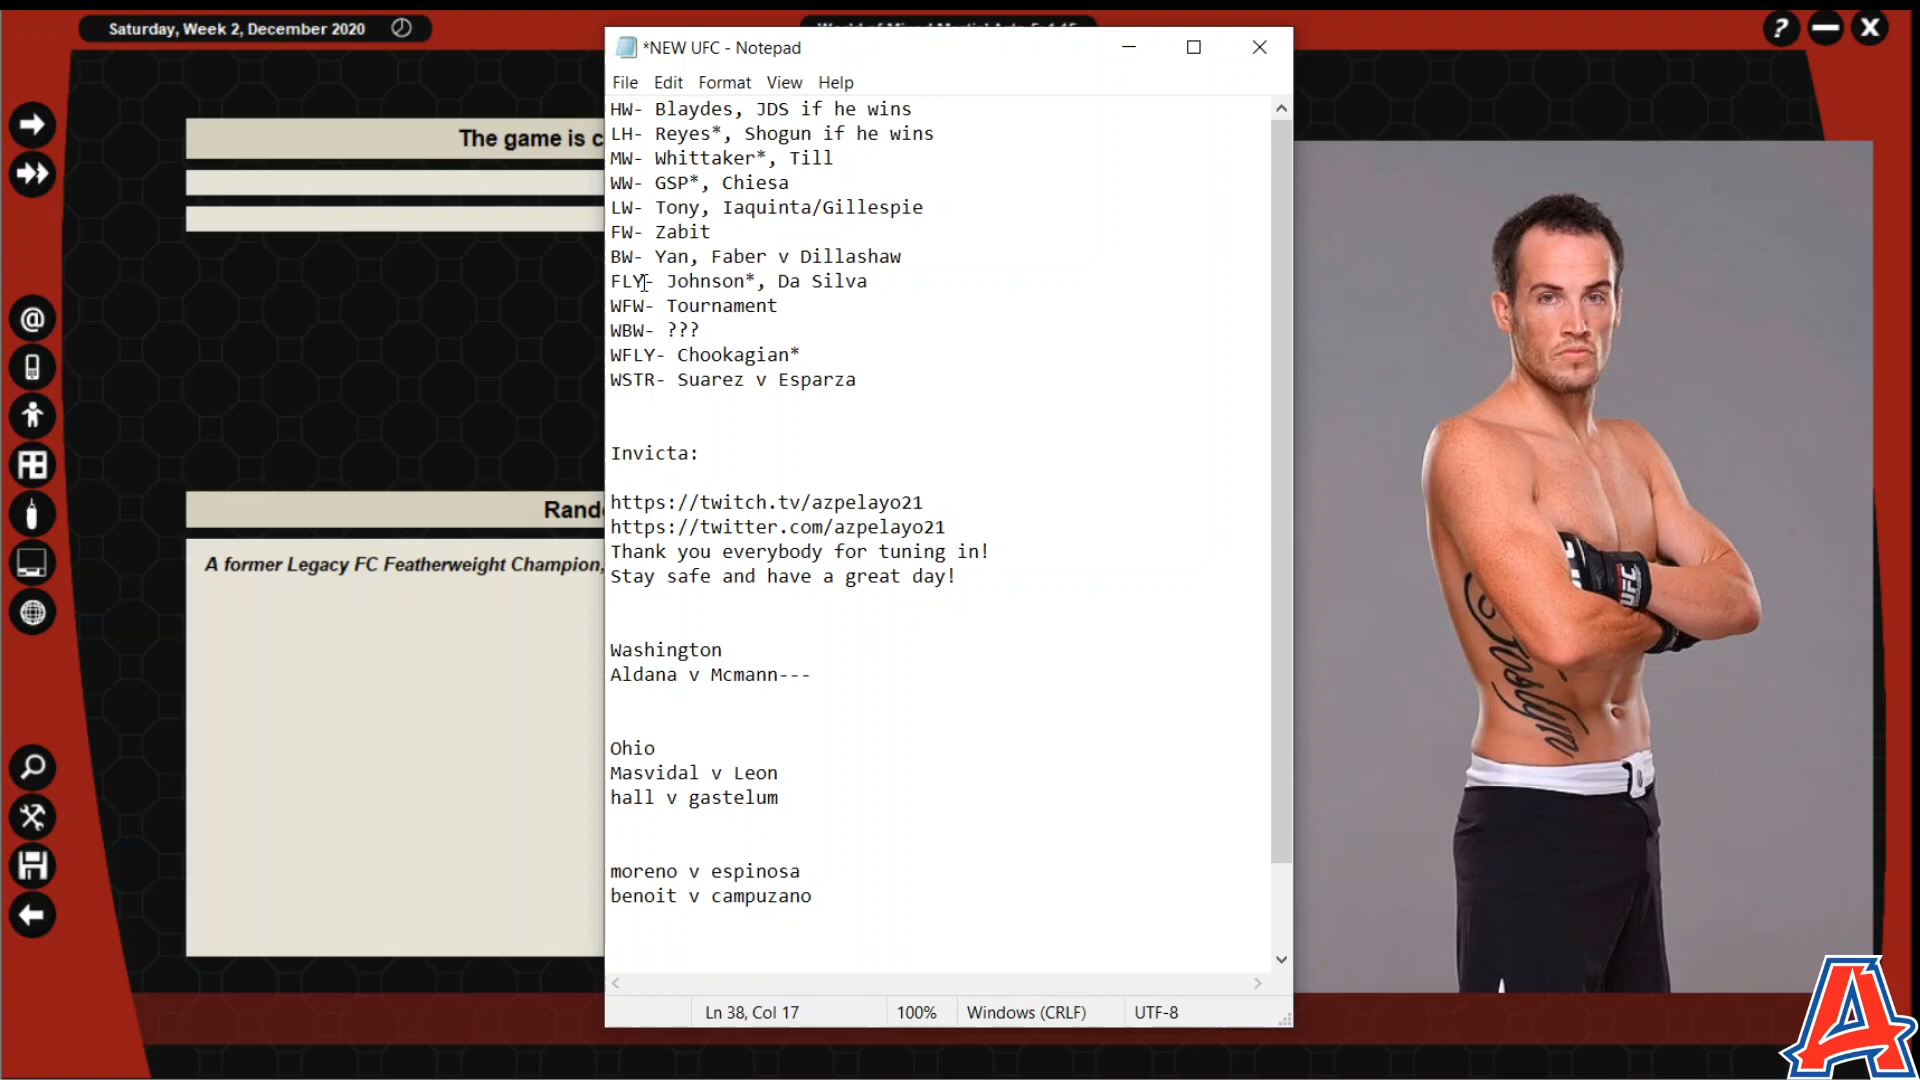 Saturday, Week 2, December 2020
*NEW UFC - Notepad
File Edit Format View Help
HW- Blaydes, JDS if he wins
LH- Reyes*, Shogun if he wins
MW- Whittaker*, Till
WW- GSP*, Chiesa
LW- Tony, Iaquinta/Gillespie
FW- Zabit
BW- Yan, Faber v Dillashaw
FLY- Johnson*, Da Silva
WFW- Tournament
WBW- ???
WFLY- Chookagian*
WSTR- Suarez v Esparza
Invicta:
https://twitch.tv/azpelayo21
https://twitter.com/azpelayo21
Thank you everybody for tuning in!
Stay safe and have a great day!
Washington
Aldana v Mcmann---
Ohio
Masvidal v Leon
hall v gastelum
moreno v espinosa
benoit v campuzano
Ln 38, Col 17 100% Windows (CRLF) UTF-8
The game is c
Rand
A former Legacy FC Featherweight Champion,
?
X
@
UFC
A